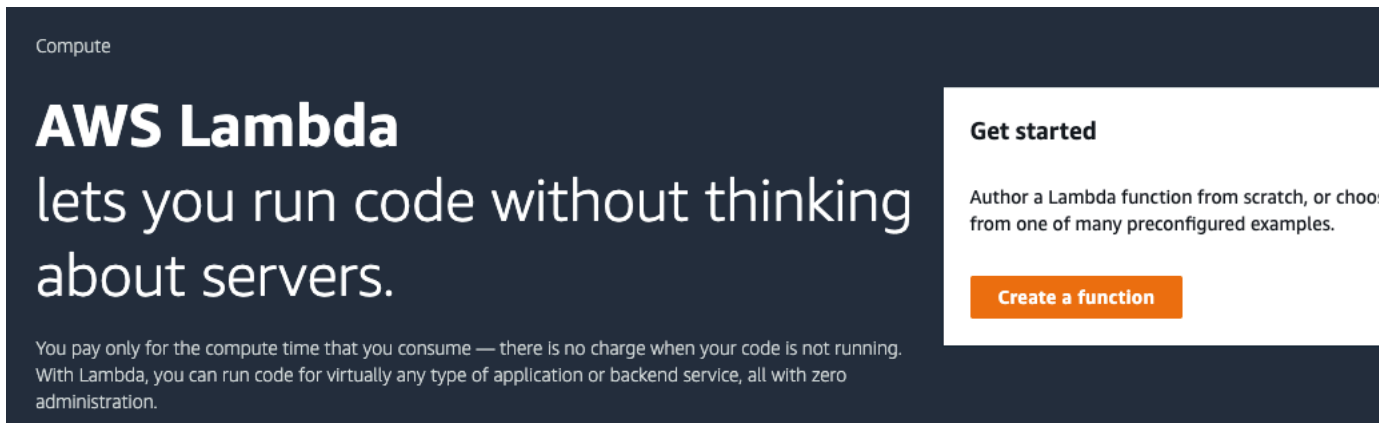 Compute
AWS Lambda
lets you run code without thinking
about servers.
You pay only for the compute time that you consume — there is no charge when your code is not running.
With Lambda, you can run code for virtually any type of application or backend service, all with zero
administration.
Get started
Author a Lambda function from scratch, or
from one of many preconfigured examples.
Create a function